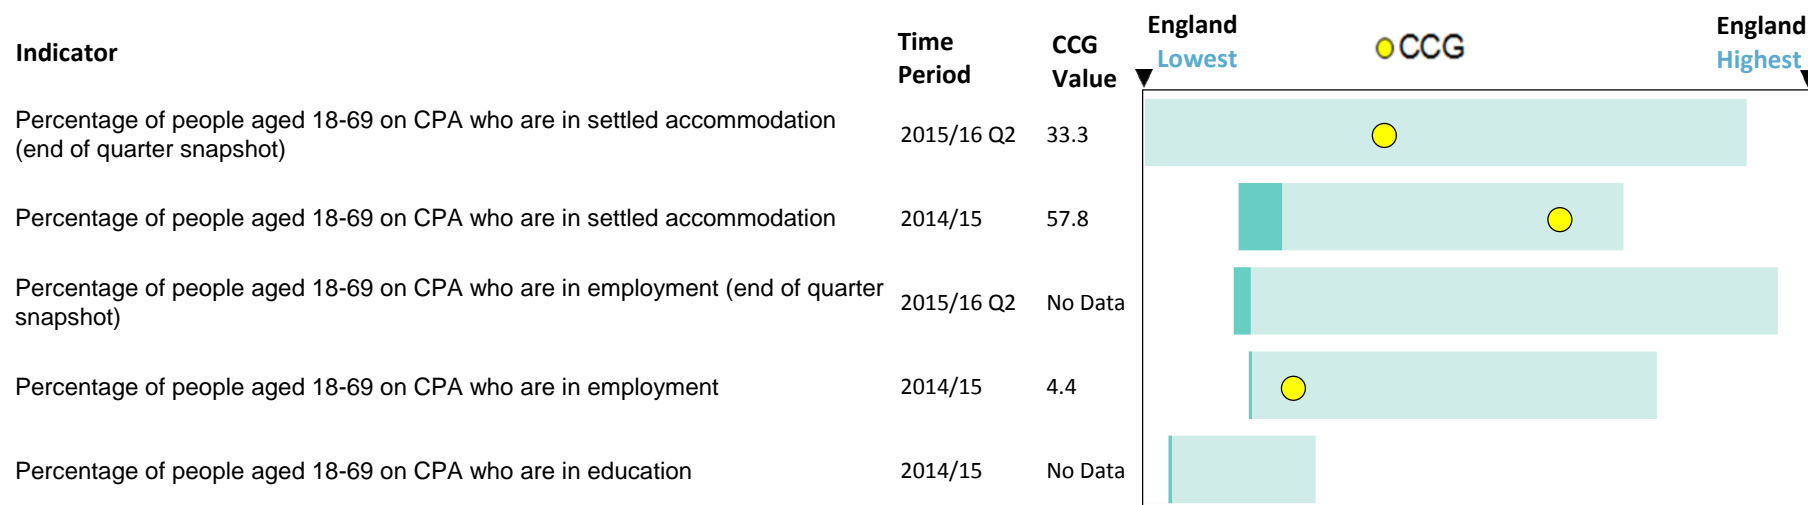 Indicator
Time
Period
CCG
Value
England
Lowest
CCG
England
Highest
Percentage of people aged 18-69 on CPA who are in settled accommodation
(end of quarter snapshot)
2015/16 Q2
33.3
Percentage of people aged 18-69 on CPA who are in settled accommodation
2014/15
57.8
Percentage of people aged 18-69 on CPA who are in employment (end of quarter
snapshot)
2015/16 Q2
No Data
Percentage of people aged 18-69 on CPA who are in employment
2014/15
4.4
Percentage of people aged 18-69 on CPA who are in education
2014/15
No Data